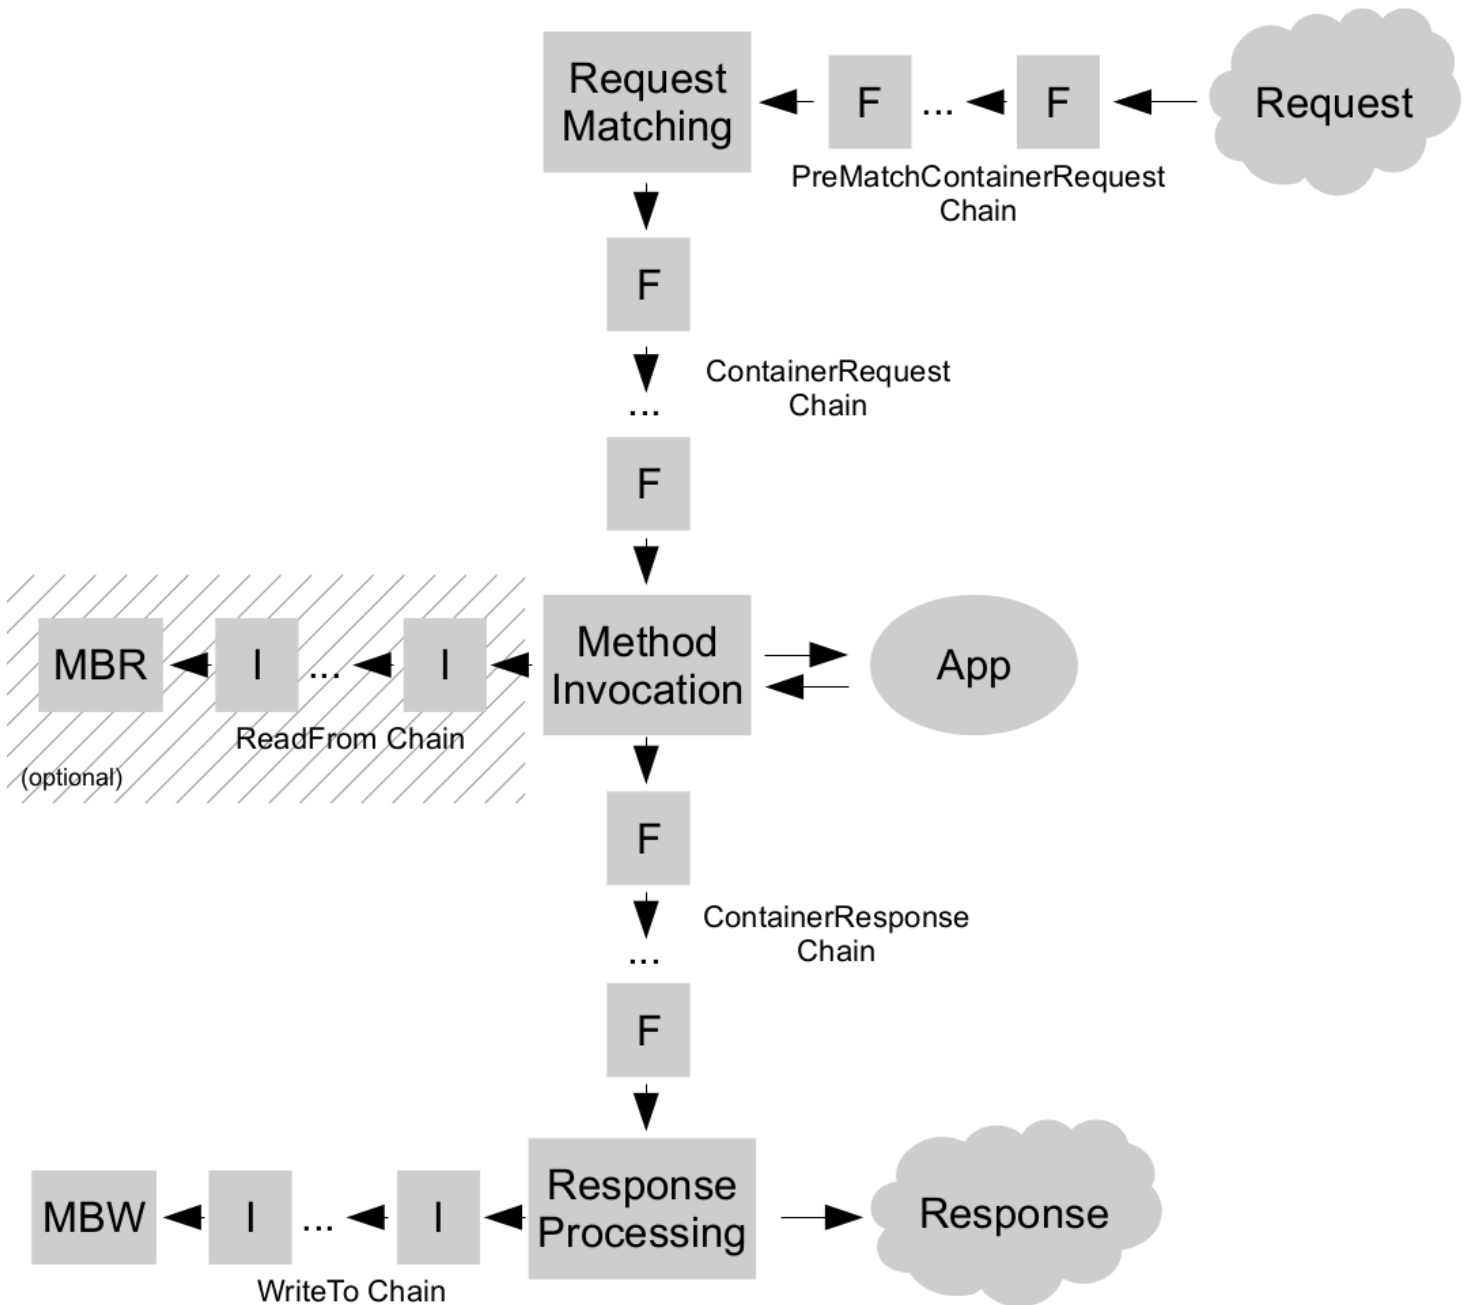 Request
Matching
F
...
F
Request
PreMatchContainerRequest
Chain
F
ContainerRequest
Chain
...
F
MBR
I
...
I
Method
Invocation
App
ReadFrom Chain
(optional)
F
ContainerResponse
Chain
...
F
MBW
I
...
I
Response
Processing
Response
WriteTo Chain